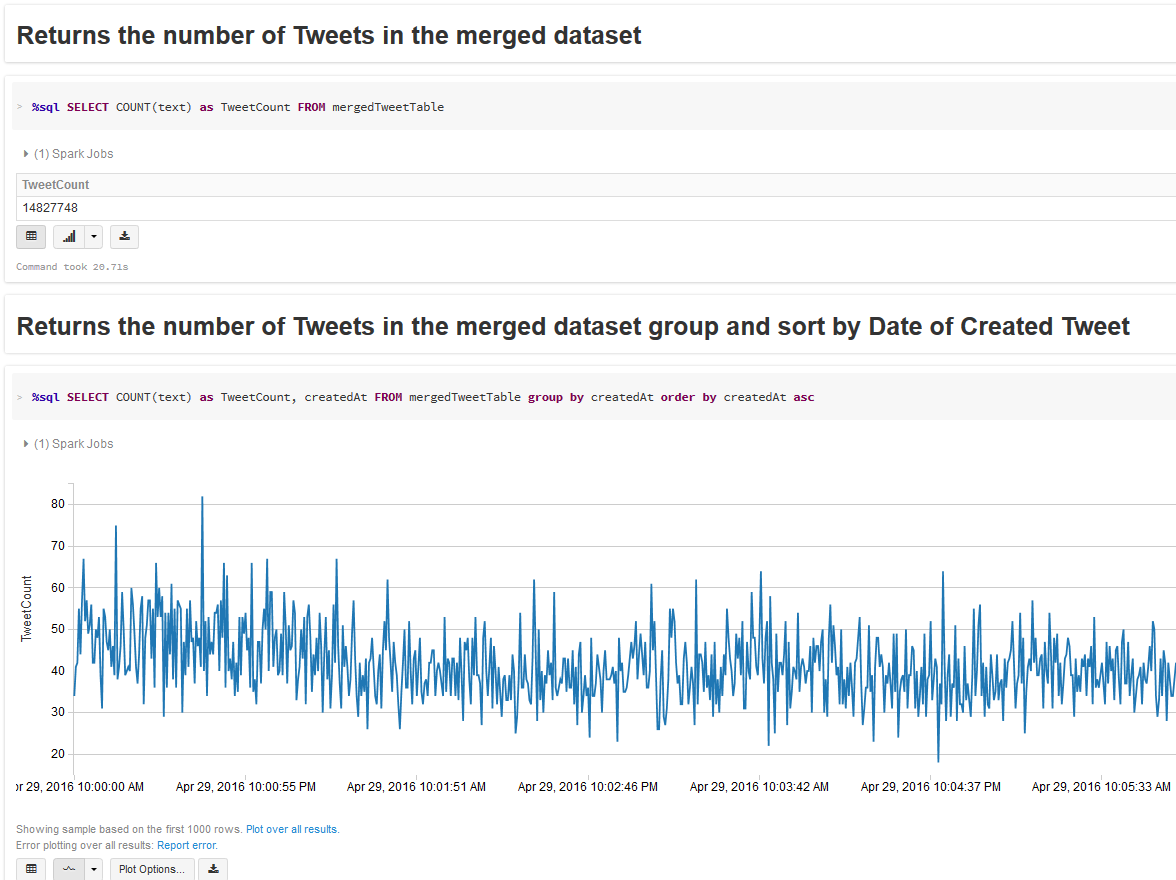 Returns the number of Tweets in the merged dataset
> %sql SELECT COUNT(text) as TweetCount FROM mergedTweetTable
(1) Spark Jobs
TweetCount
14827748
Command took 20.71s
Returns the number of Tweets in the merged dataset group and sort by Date of Created Tweet
> %sql SELECT COUNT(text) as TweetCount, createdAt FROM mergedTweetTable group by createdAt order by createdAt asc
(1) Spark Jobs
80
70
60
50
40
30
20
TweetCount
r 29, 2016 10:00:00 AM Apr 29, 2016 10:00:55 PM Apr 29, 2016 10:01:51 AM Apr 29, 2016 10:02:46 PM Apr 29, 2016 10:03:42 AM Apr 29, 2016 10:04:37 PM Apr 29, 2016 10:05:33 AM
Showing sample based on the first 1000 rows. Plot over all results.
Error plotting over all results: Report error.
Plot Options...